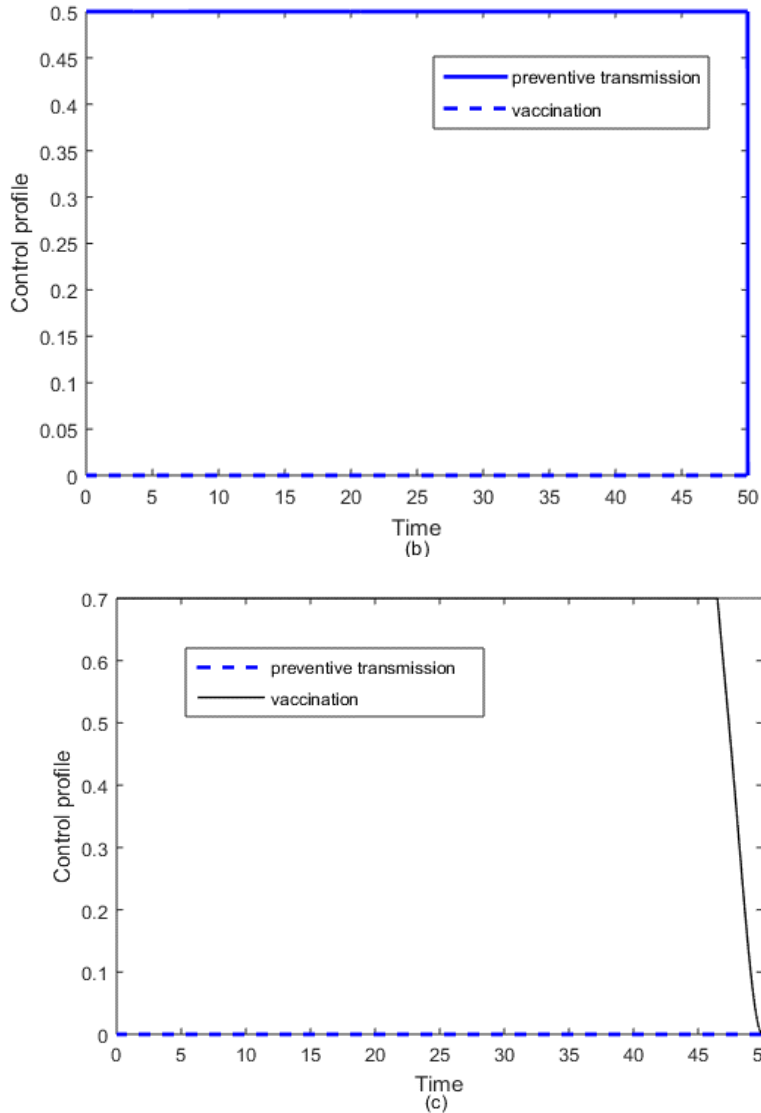 0.5
0.45
0.4
0.35
0.3
0.25
0.2
0.15
0.1
0.05
0
Control profile
preventive transmission
vaccination
0 5 10 15 20 25 30 35 40 45 50
Time
(b)
0.7
0.6
0.5
0.4
0.3
0.2
0.1
0
Control profile
preventive transmission
vaccination
0 5 10 15 20 25 30 35 40 45 50
Time
(c)